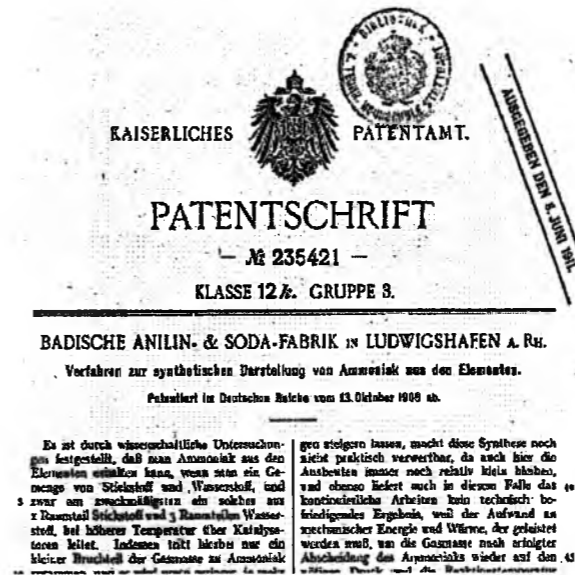 KAISERLICHES PATENTAMT.
AUSGEGEBEN DEN 8. JUNI 1911.
PATENTSCHRIFT
— № 235421 —
KLASSE 12k. GRUPPE 3.
BADISCHE ANILIN- & SODA-FABRIK IN LUDWIGSHAFEN A. RH.
Verfahren zur synthetischen Darstellung von Ammoniak aus den Elementen.
Patentiert im Deutschen Reiche vom 13. Oktober 1908 ab.
Es ist durch wissenschaftliche Untersuchun-
gen festgestellt, daß man Ammoniak aus den
Elementen erhalten kann, wenn man ein Ge-
menge von Stickstoff und Wasserstoff, und
5 zwar am zweckmäßigsten ein solches aus
1 Raumteil Stickstoff und 3 Raumteilen Wasser-
stoff, bei höherer Temperatur über Katalysa-
toren leitet. Indessen tritt hierbei nur ein
kleiner Bruchteil der Gasmasse zu Ammoniak
gen steigern lassen, macht diese Synthese noch
nicht praktisch verwertbar, da auch hier die
Ausbeuten immer noch relativ klein bleiben,
und ebenso liefert auch in diesem Falle das 40
kontinuierliche Arbeiten kein technisch be-
friedigendes Ergebnis, weil der Aufwand an
mechanischer Energie und Wärme, der geleistet
werden muß, um die Gasmasse nach erfolgter
Abscheidung des Ammoniaks wieder auf den 45
Druck und die Reaktionstemperatur